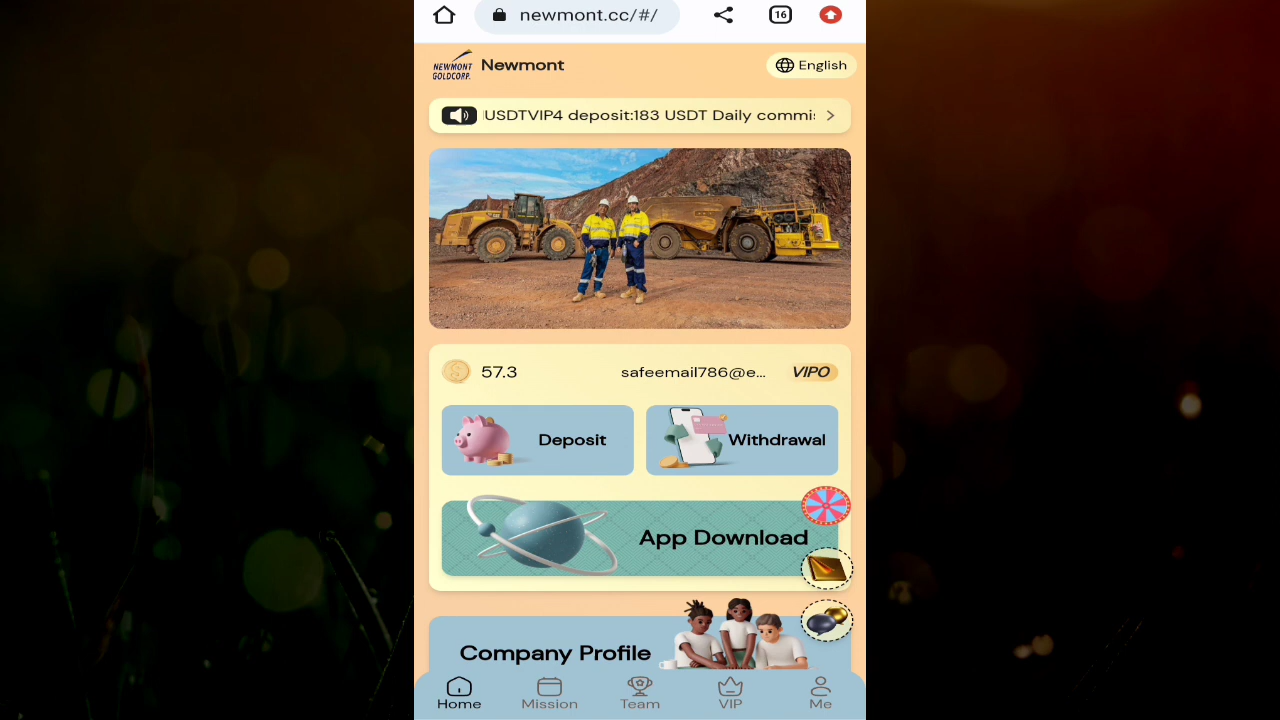 newmont.cc/#/
16
NEWMONT
GOLDCORP.
Newmont
English
USDTVIP4 deposit:183 USDT Daily commis
57.3
safeemail786@e...
VIP0
Deposit
Withdrawal
App Download
Company Profile
Home
Mission
Team
VIP
Me